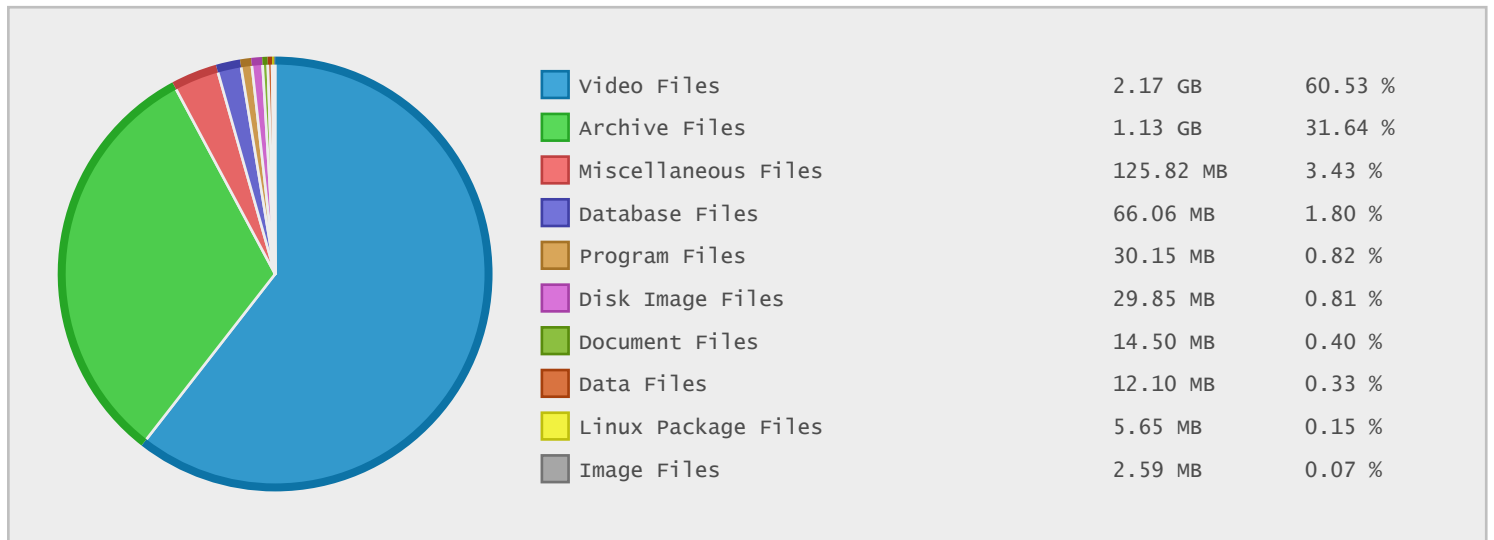 Video Files 2.17 GB 60.53 %
Archive Files 1.13 GB 31.64 %
Miscellaneous Files 125.82 MB 3.43 %
Database Files 66.06 MB 1.80 %
Program Files 30.15 MB 0.82 %
Disk Image Files 29.85 MB 0.81 %
Document Files 14.50 MB 0.40 %
Data Files 12.10 MB 0.33 %
Linux Package Files 5.65 MB 0.15 %
Image Files 2.59 MB 0.07 %